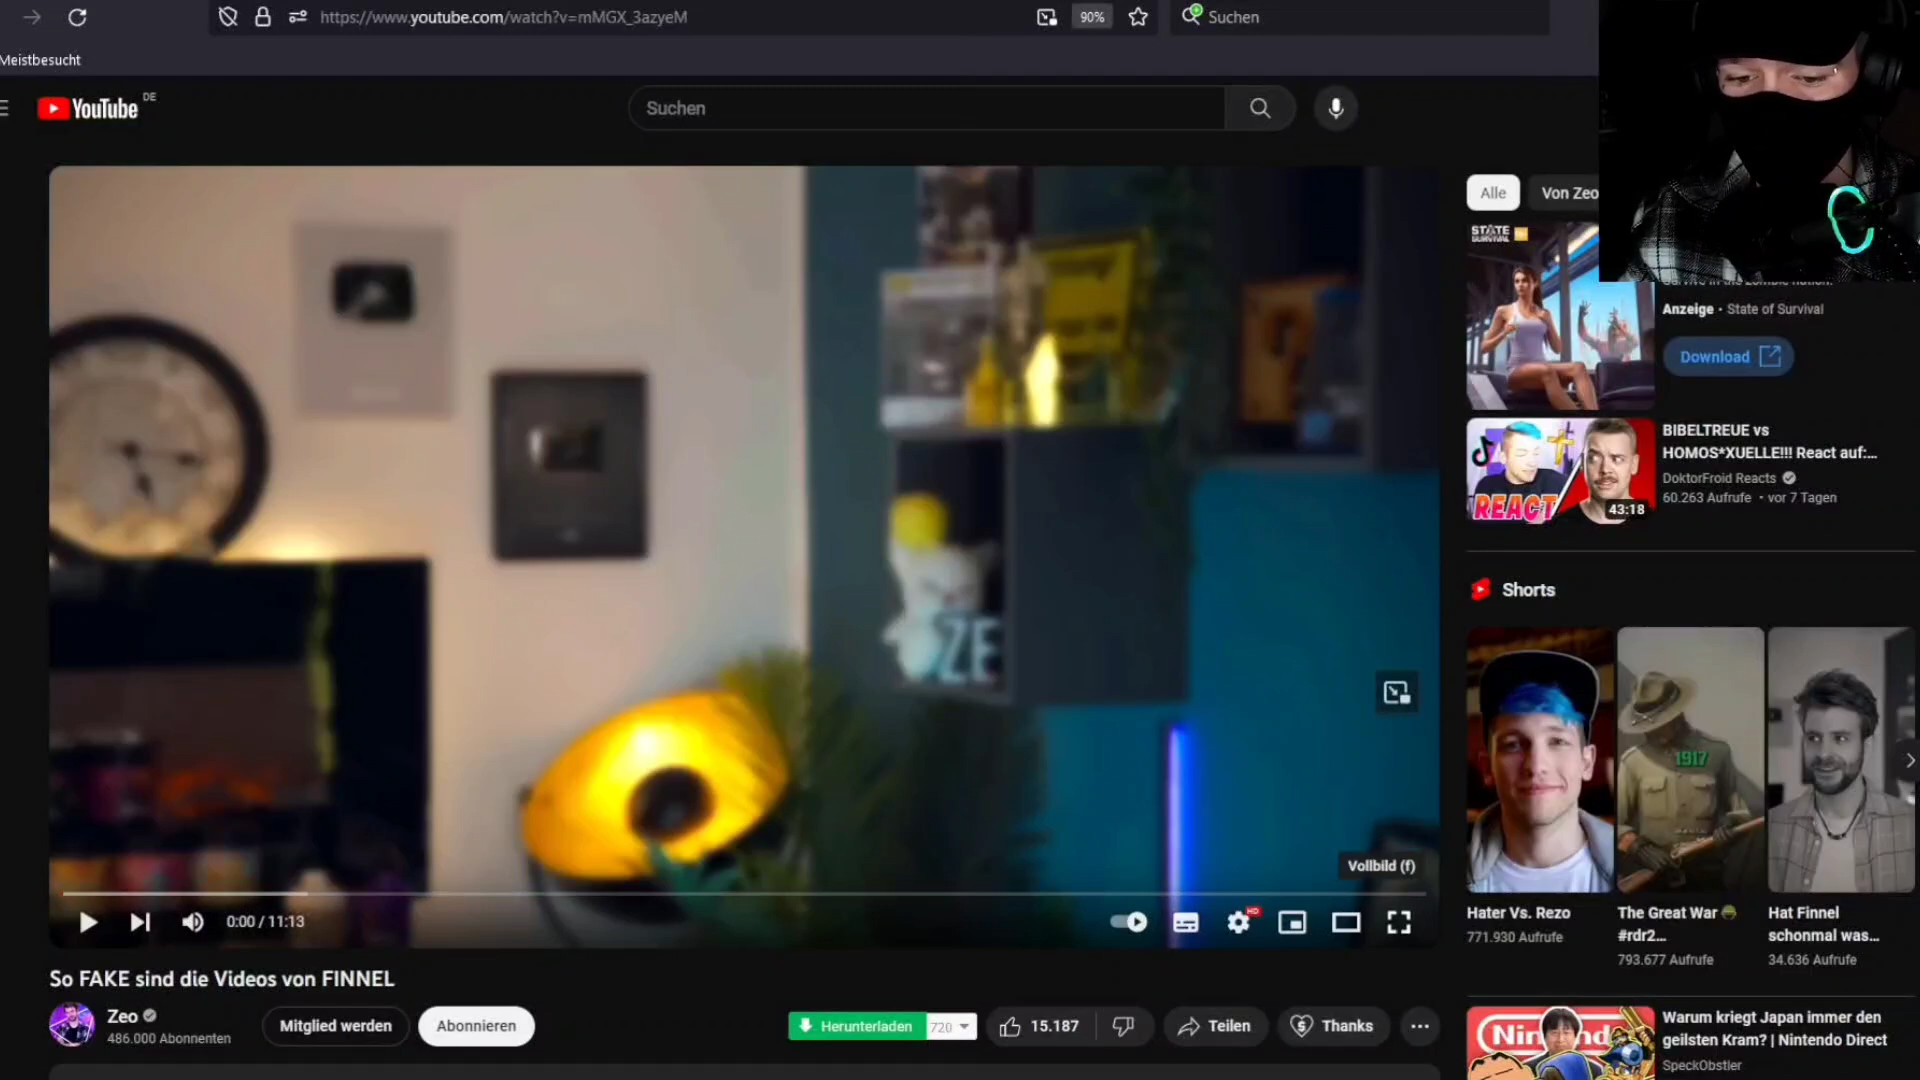 https://www.youtube.com/watch?v=mMGX_3azyeM
90%
Suchen
Meistbesucht
YouTube DE
Suchen
Alle
Von Zeo
STATE
SURVIVAL
Anzeige • State of Survival
Download
BIBELTREUE vs
HOMOS*XUELLE!!! React auf:...
DoktorFroid Reacts
60.263 Aufrufe • vor 7 Tagen
REACT
43:18
Shorts
ZE
1917
Vollbild (f)
0:00 / 11:13
HD
Hater Vs. Rezo
771.930 Aufrufe
The Great War
#rdr2...
793.677 Aufrufe
Hat Finnel
schonmal was...
34.636 Aufrufe
So FAKE sind die Videos von FINNEL
Zeo
486.000 Abonnenten
Mitglied werden
Abonnieren
Herunterladen
720
15.187
Teilen
Thanks
Warum kriegt Japan immer den
geilsten Kram? | Nintendo Direct
SpeckObstler